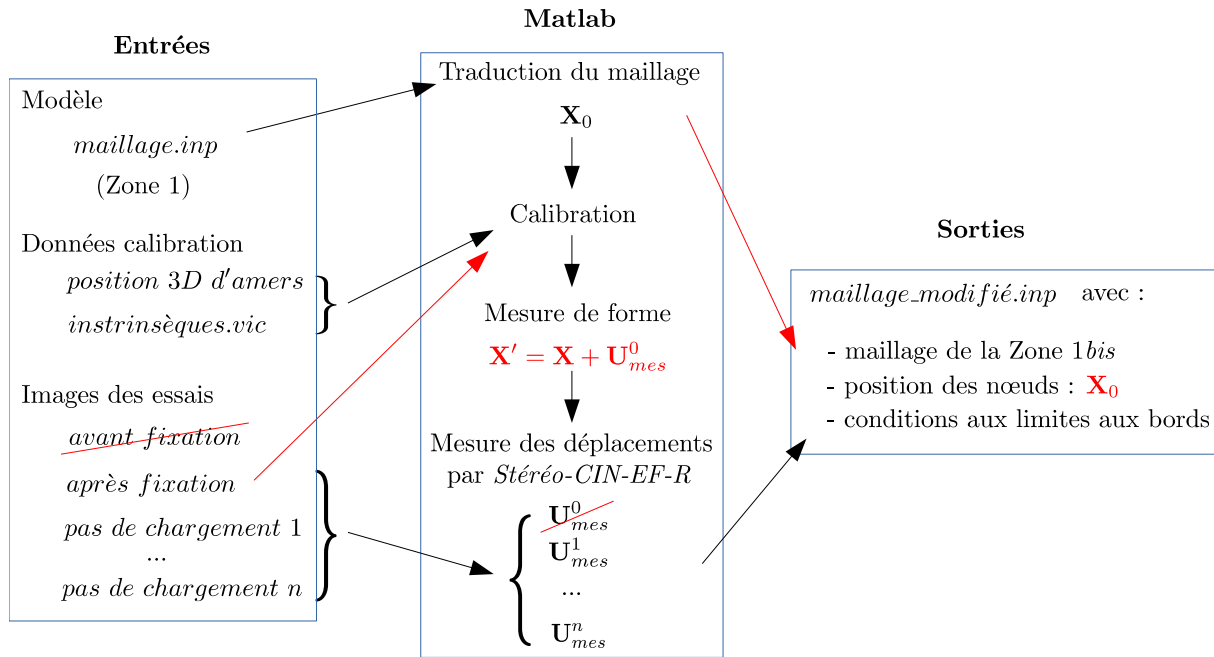 Entrées
Modèle
maillage.inp
(Zone 1)
Données calibration
position 3D d'amers
instrinsèques.vic
Images des essais
avant fixation
après fixation
pas de chargement 1
...
pas de chargement n
Matlab
Traduction du maillage
X₀
Calibration
Mesure de forme
X′ = X + U⁰ₘₑₛ
Mesure des déplacements
par Stéréo-CIN-EF-R
U⁰ₘₑₛ
U¹ₘₑₛ
...
Uⁿₘₑₛ
Sorties
maillage_modifié.inp avec :
- maillage de la Zone 1bis
- position des nœuds : X₀
- conditions aux limites aux bords